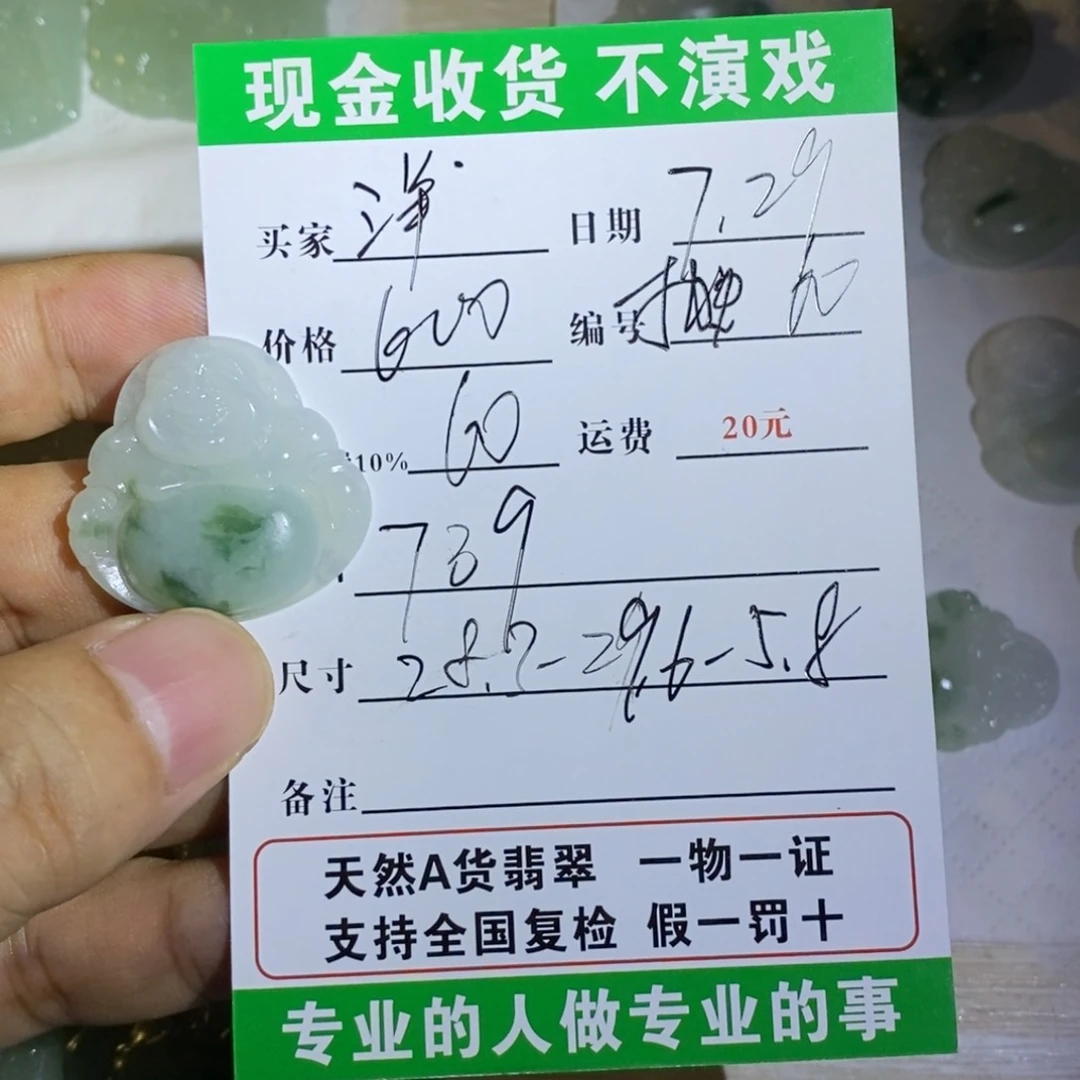 现金收货 不演戏
买家 洋 日期 7.29
价格 600 编号
10% 60 运费 20元
739
尺寸 28.7-29.6-5.8
备注
天然A货翡翠 一物一证
支持全国复检 假一罚十
专业的人做专业的事